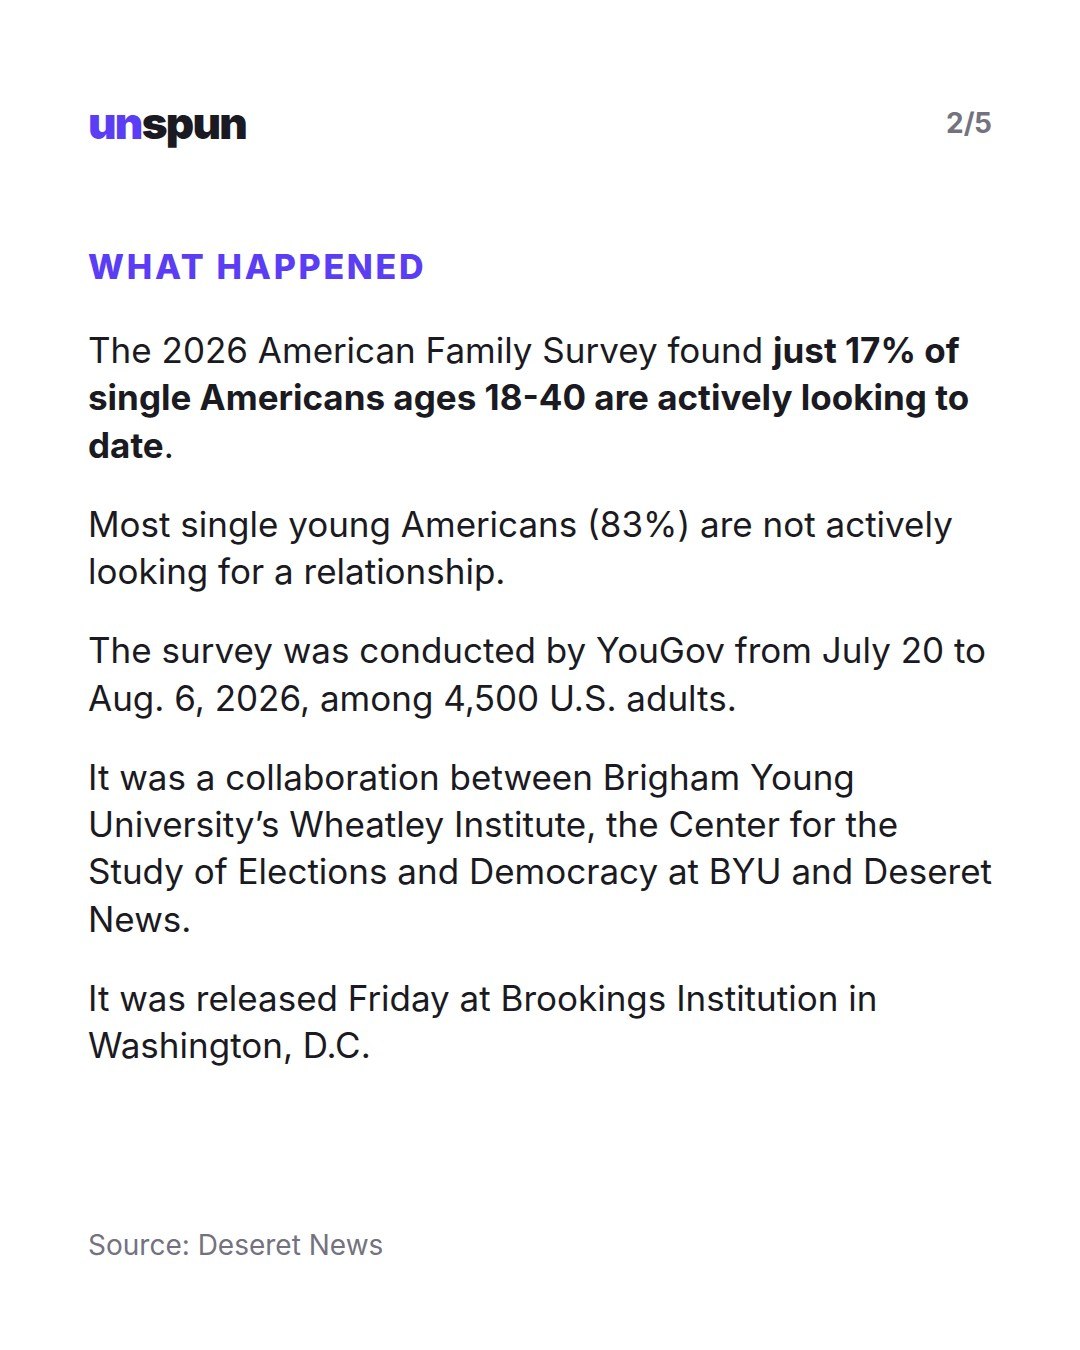 unspun
2/5
WHAT HAPPENED
The 2026 American Family Survey found just 17% of
single Americans ages 18-40 are actively looking to
date.
Most single young Americans (83%) are not actively
looking for a relationship.
The survey was conducted by YouGov from July 20 to
Aug. 6, 2026, among 4,500 U.S. adults.
It was a collaboration between Brigham Young
University’s Wheatley Institute, the Center for the
Study of Elections and Democracy at BYU and Deseret
News.
It was released Friday at Brookings Institution in
Washington, D.C.
Source: Deseret News